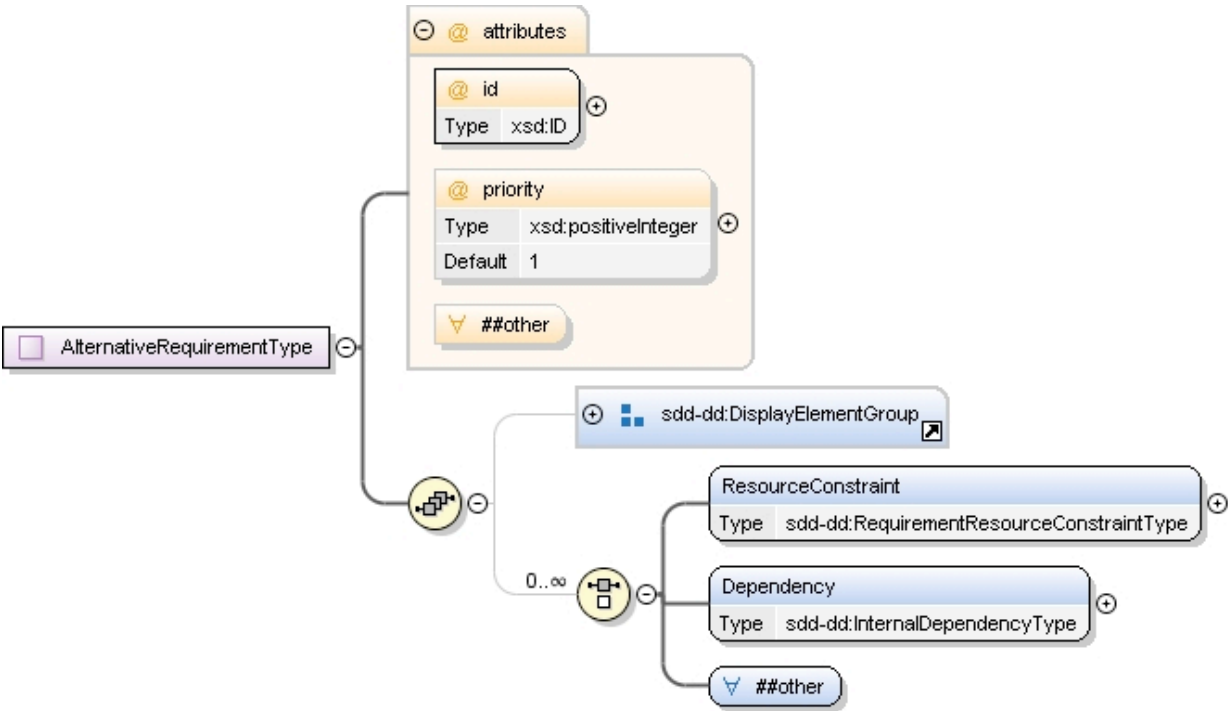 @ attributes
@ id
Type xsd:ID
@ priority
Type xsd:positiveInteger
Default 1
∀ ##other
AlternativeRequirementType
sdd-dd:DisplayElementGroup
ResourceConstraint
Type sdd-dd:RequirementResourceConstraintType
0..∞
Dependency
Type sdd-dd:InternalDependencyType
∀ ##other